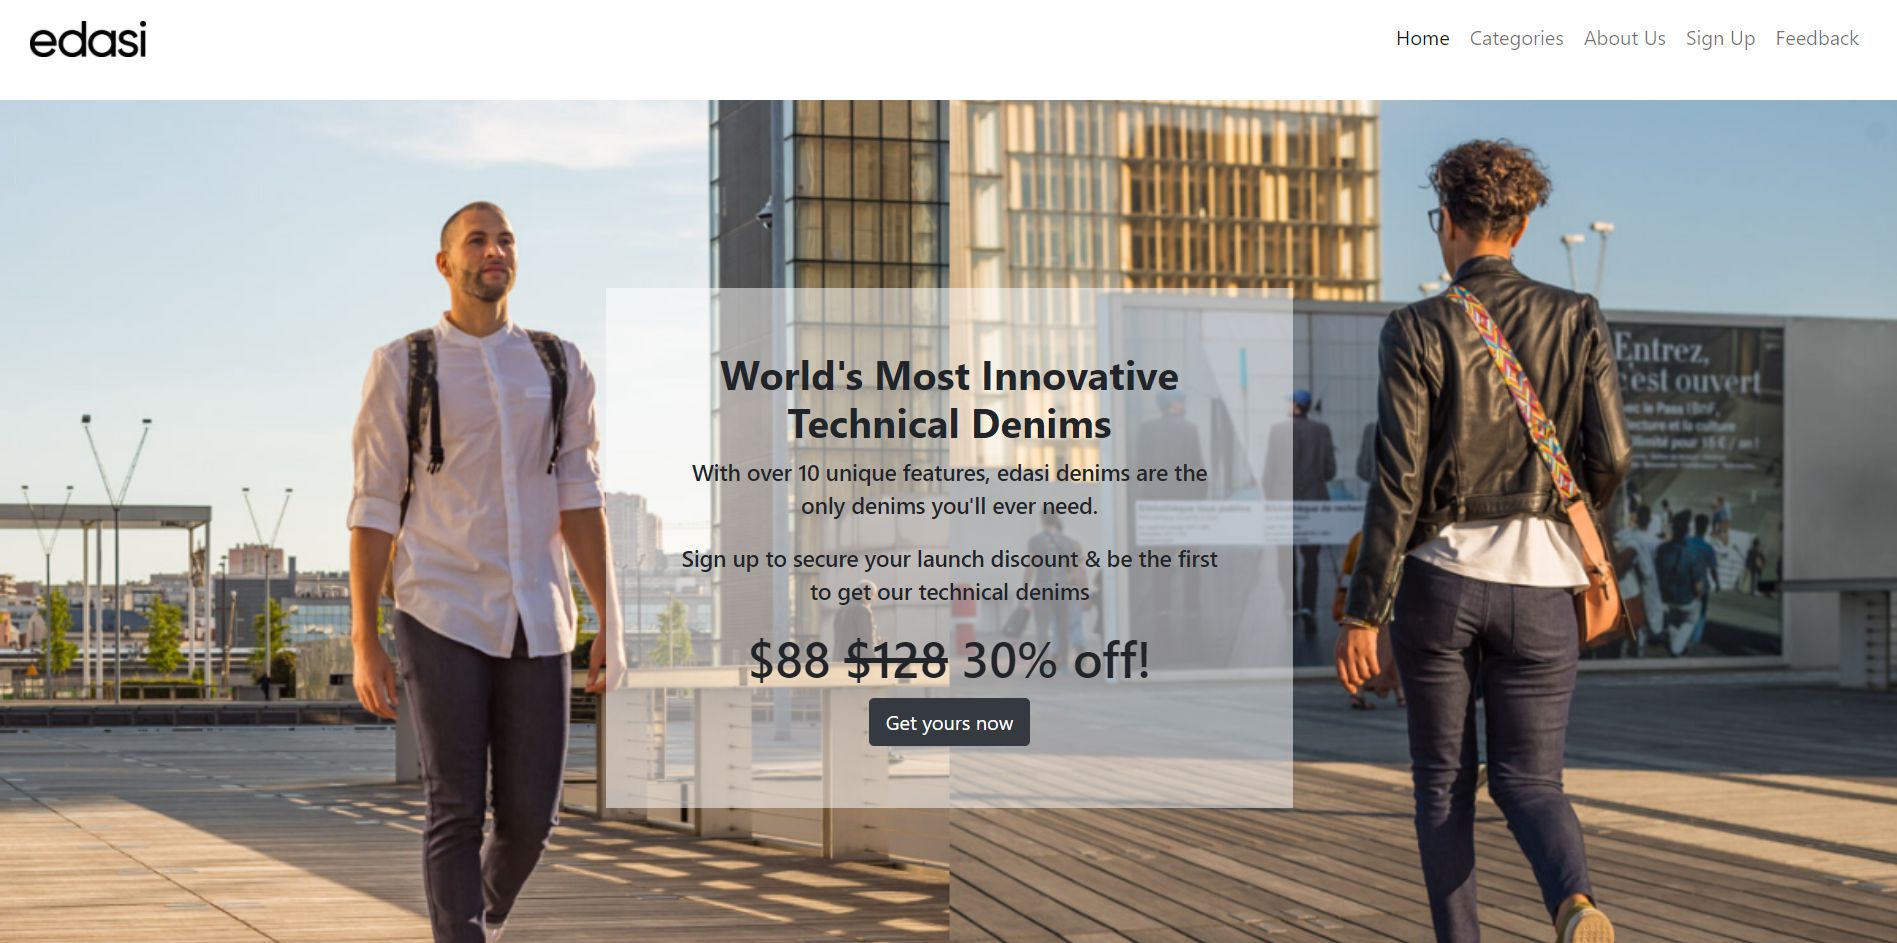 edasi
Home Categories About Us Sign Up Feedback
World's Most Innovative
Technical Denims
With over 10 unique features, edasi denims are the
only denims you'll ever need.
Sign up to secure your launch discount & be the first
to get our technical denims
$88 $128 30% off!
Get yours now
Entrez,
c'est ouvert